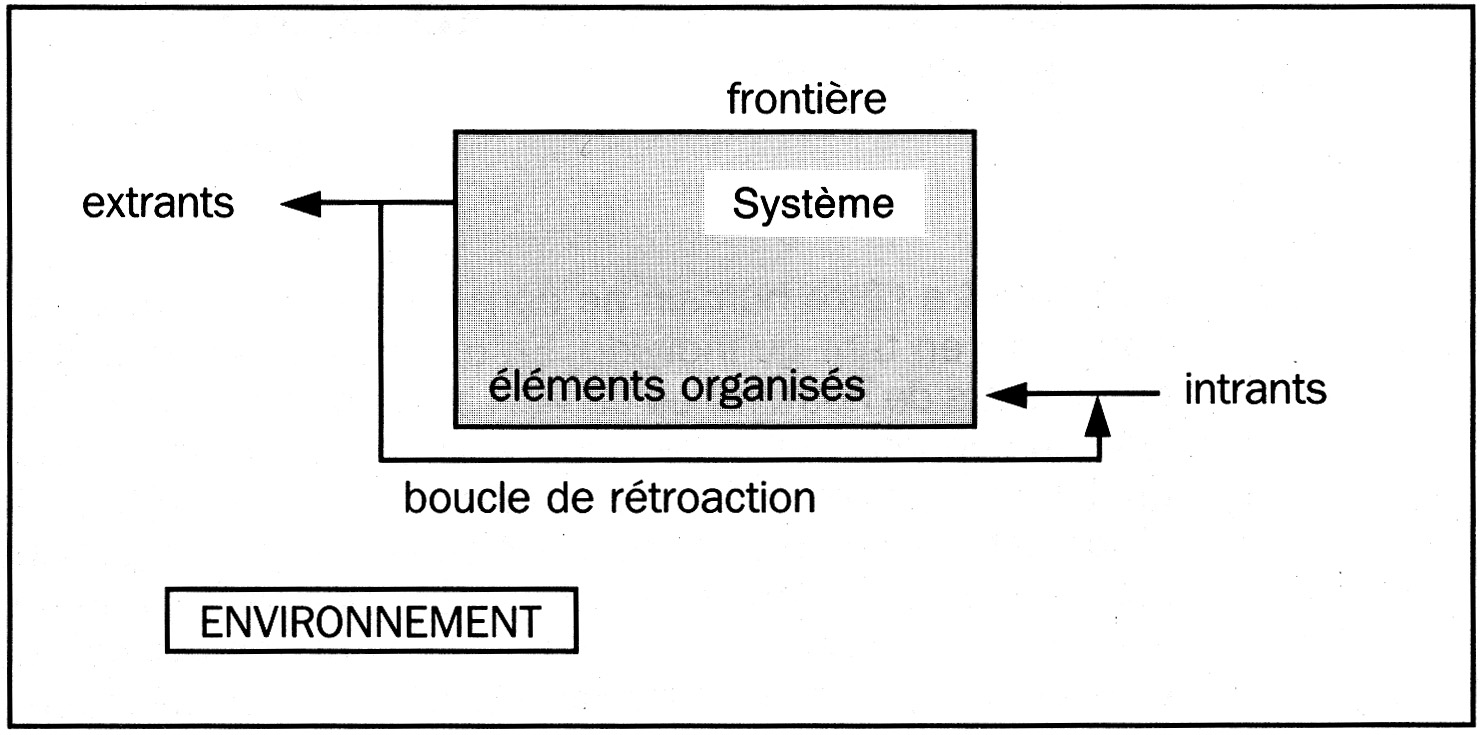 frontière
extrants
Système
éléments organisés
intrants
boucle de rétroaction
ENVIRONNEMENT